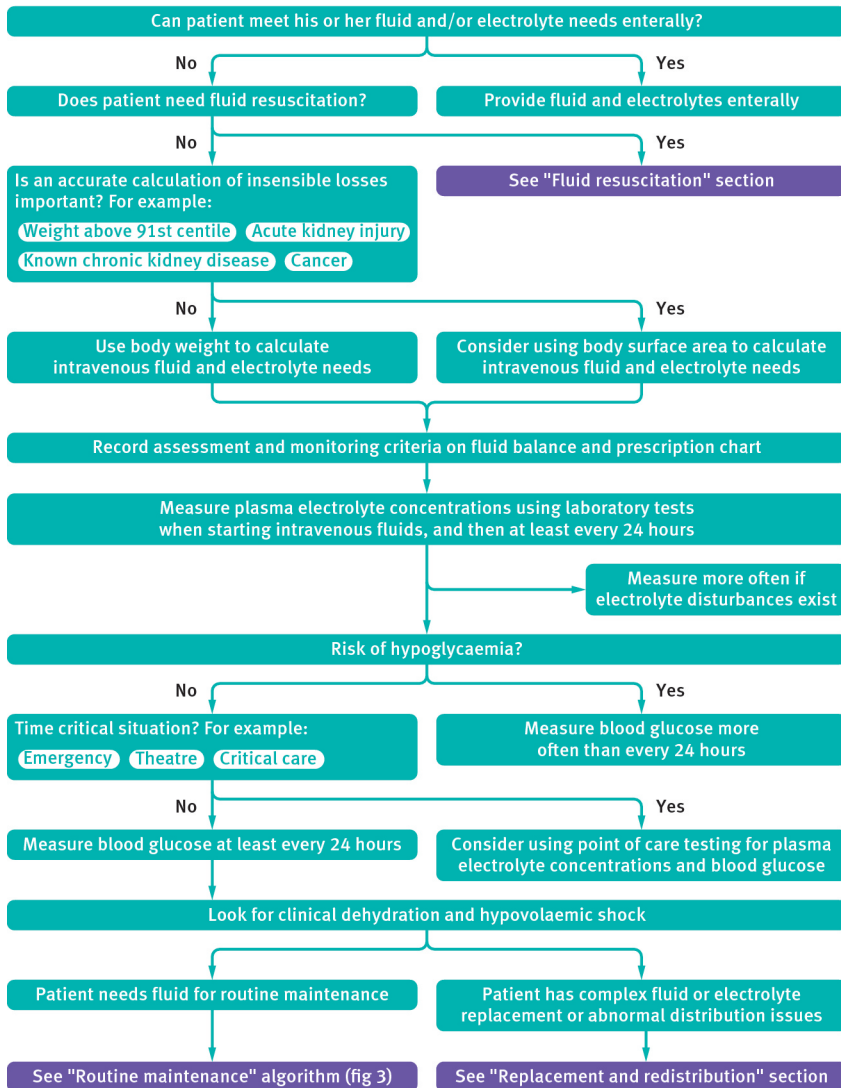 Can patient meet his or her fluid and/or electrolyte needs enterally?
No
Yes
Does patient need fluid resuscitation?
Provide fluid and electrolytes enterally
No
Yes
Is an accurate calculation of insensible losses
important? For example:
Weight above 91st centile
Acute kidney injury
Known chronic kidney disease
Cancer
See "Fluid resuscitation" section
No
Yes
Use body weight to calculate
intravenous fluid and electrolyte needs
Consider using body surface area to calculate
intravenous fluid and electrolyte needs
Record assessment and monitoring criteria on fluid balance and prescription chart
Measure plasma electrolyte concentrations using laboratory tests
when starting intravenous fluids, and then at least every 24 hours
Measure more often if
electrolyte disturbances exist
Risk of hypoglycaemia?
No
Yes
Time critical situation? For example:
Emergency
Theatre
Critical care
Measure blood glucose more
often than every 24 hours
No
Yes
Measure blood glucose at least every 24 hours
Consider using point of care testing for plasma
electrolyte concentrations and blood glucose
Look for clinical dehydration and hypovolaemic shock
Patient needs fluid for routine maintenance
Patient has complex fluid or electrolyte
replacement or abnormal distribution issues
See "Routine maintenance" algorithm (fig 3)
See "Replacement and redistribution" section